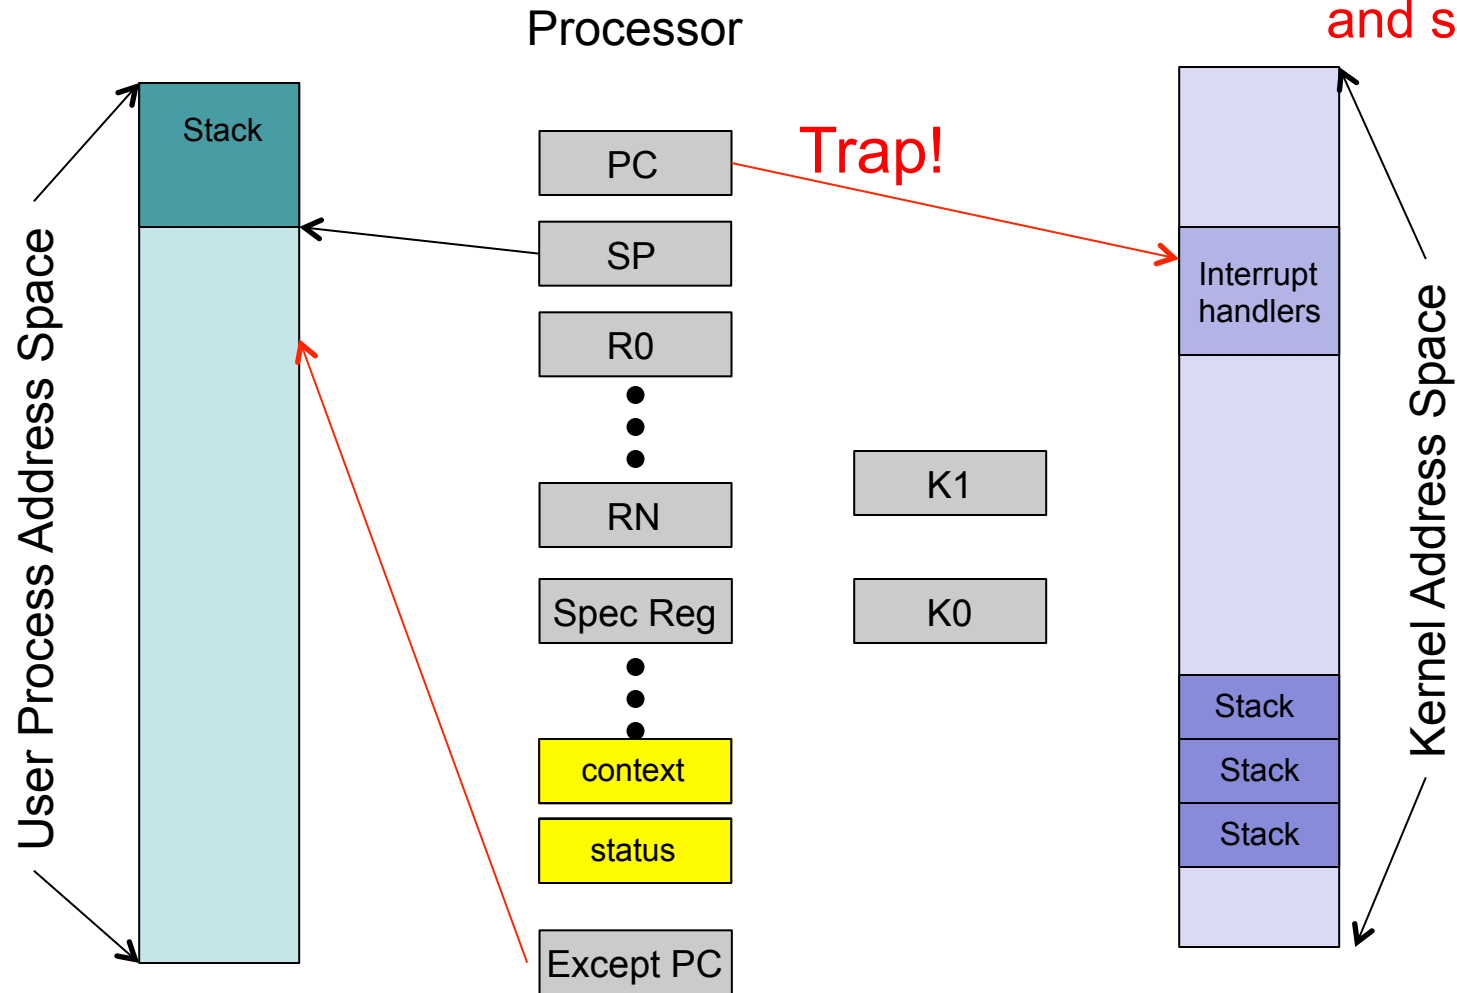 Processor
and s
Stack
PC
Trap!
SP
Interrupt
handlers
R0
User Process Address Space
Kernel Address Space
K1
RN
Spec Reg
K0
Stack
context
Stack
status
Stack
Except PC